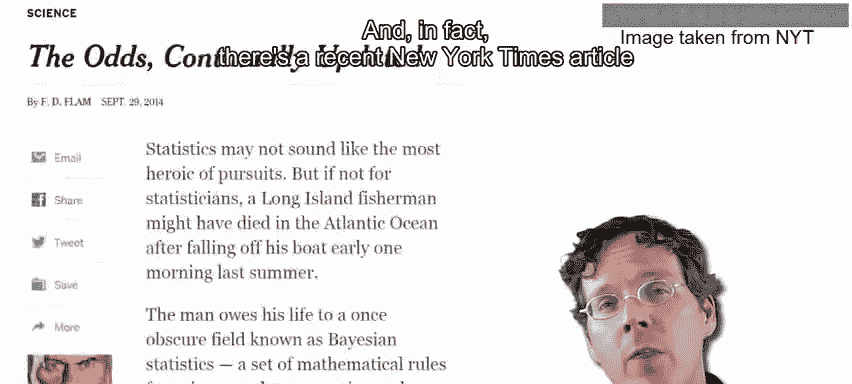 SCIENCE
Image taken from NYT
And, in fact,
there's a recent New York Times article
The Odds,
By F. D. FLAM SEPT. 29, 2014
Statistics may not sound like the most
heroic of pursuits. But if not for
statisticians, a Long Island fisherman
might have died in the Atlantic Ocean
after falling off his boat early one
morning last summer.
The man owes his life to a once
obscure field known as Bayesian
statistics — a set of mathematical rules
Email
Share
Tweet
Save
More